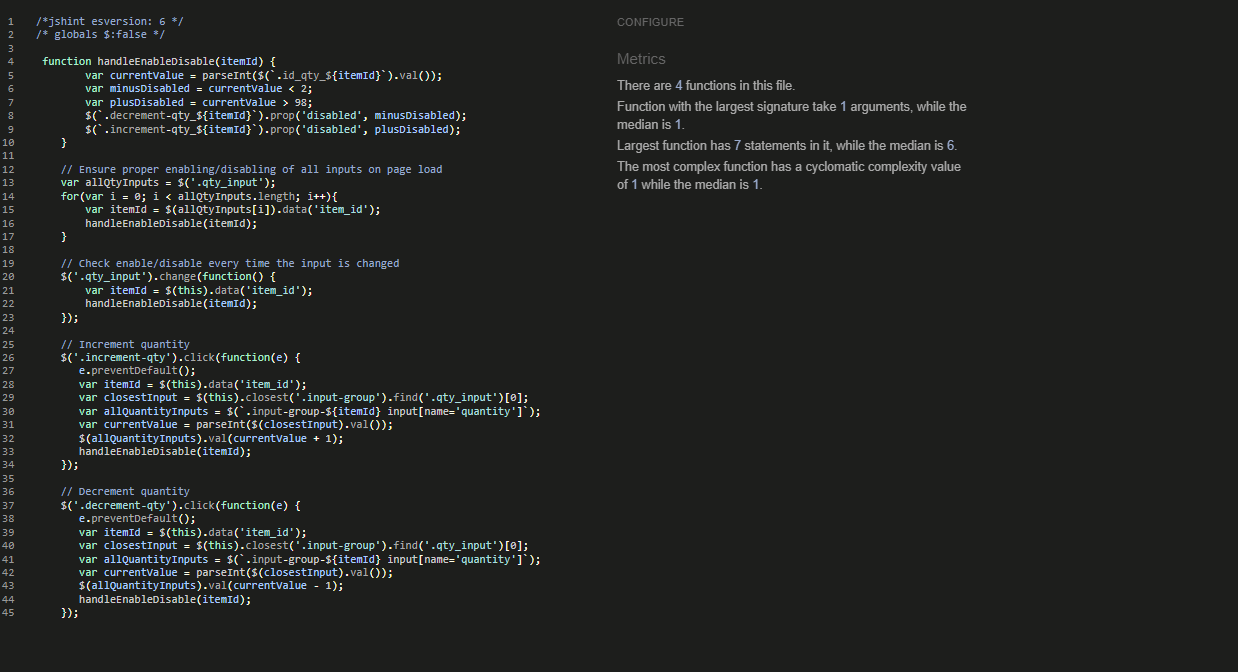 1 /*jshint esversion: 6 */
2 /* globals $:false */
3
4 function handleEnableDisable(itemId) {
5 var currentValue = parseInt($(`.id_qty_${itemId}`).val());
6 var minusDisabled = currentValue < 2;
7 var plusDisabled = currentValue > 98;
8 $(`.decrement-qty_${itemId}`).prop('disabled', minusDisabled);
9 $(`.increment-qty_${itemId}`).prop('disabled', plusDisabled);
10 }
11
12 // Ensure proper enabling/disabling of all inputs on page load
13 var allQtyInputs = $('.qty_input');
14 for(var i = 0; i < allQtyInputs.length; i++){
15 var itemId = $(allQtyInputs[i]).data('item_id');
16 handleEnableDisable(itemId);
17 }
18
19 // Check enable/disable every time the input is changed
20 $('.qty_input').change(function() {
21 var itemId = $(this).data('item_id');
22 handleEnableDisable(itemId);
23 });
24
25 // Increment quantity
26 $('.increment-qty').click(function(e) {
27 e.preventDefault();
28 var itemId = $(this).data('item_id');
29 var closestInput = $(this).closest('.input-group').find('.qty_input')[0];
30 var allQuantityInputs = $(`.input-group-${itemId} input[name='quantity']`);
31 var currentValue = parseInt($(closestInput).val());
32 $(allQuantityInputs).val(currentValue + 1);
33 handleEnableDisable(itemId);
34 });
35
36 // Decrement quantity
37 $('.decrement-qty').click(function(e) {
38 e.preventDefault();
39 var itemId = $(this).data('item_id');
40 var closestInput = $(this).closest('.input-group').find('.qty_input')[0];
41 var allQuantityInputs = $(`.input-group-${itemId} input[name='quantity']`);
42 var currentValue = parseInt($(closestInput).val());
43 $(allQuantityInputs).val(currentValue - 1);
44 handleEnableDisable(itemId);
45 });
CONFIGURE
Metrics
There are 4 functions in this file.
Function with the largest signature take 1 arguments, while the
median is 1.
Largest function has 7 statements in it, while the median is 6.
The most complex function has a cyclomatic complexity value
of 1 while the median is 1.